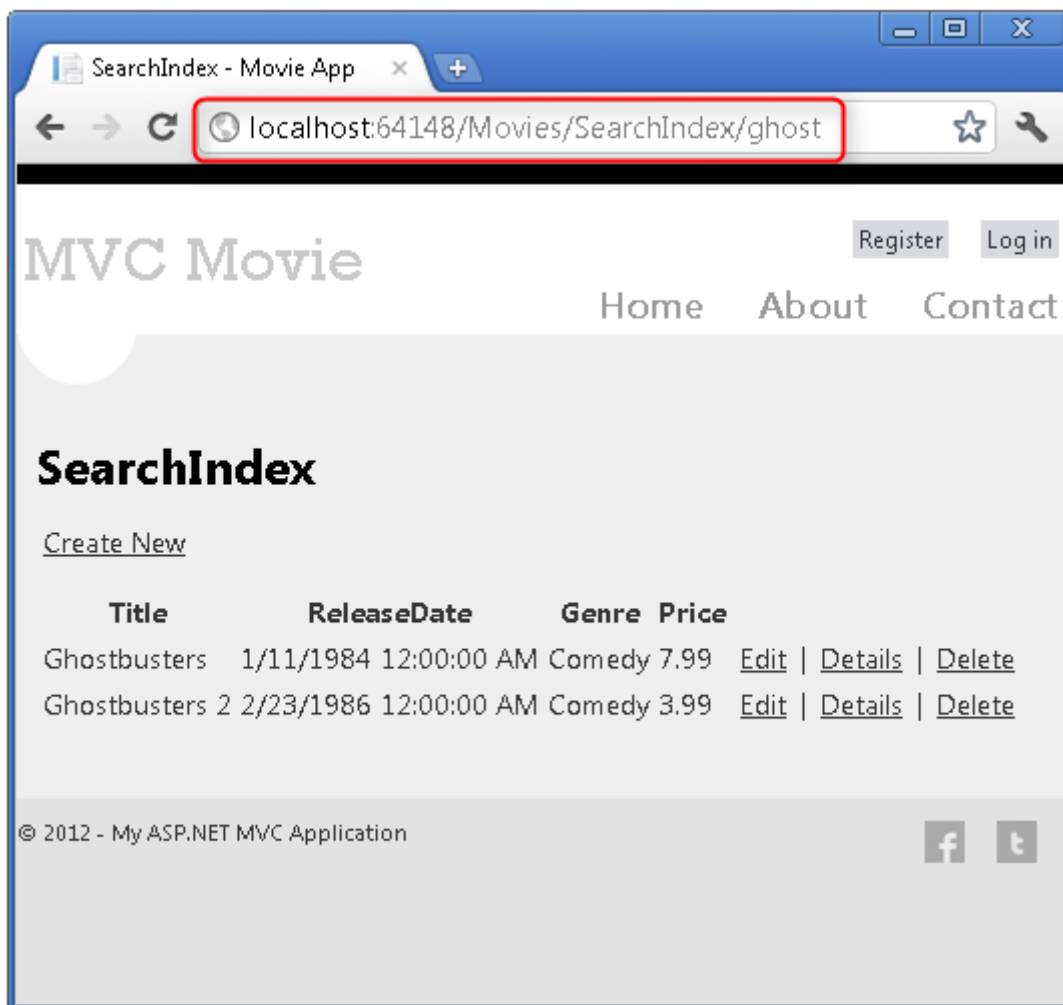 SearchIndex - Movie App
localhost:64148/Movies/SearchIndex/ghost
Register Log in
MVC Movie
Home About Contact
SearchIndex
Create New
Title ReleaseDate Genre Price
Ghostbusters 1/11/1984 12:00:00 AM Comedy 7.99 Edit | Details | Delete
Ghostbusters 2 2/23/1986 12:00:00 AM Comedy 3.99 Edit | Details | Delete
© 2012 - My ASP.NET MVC Application
f t